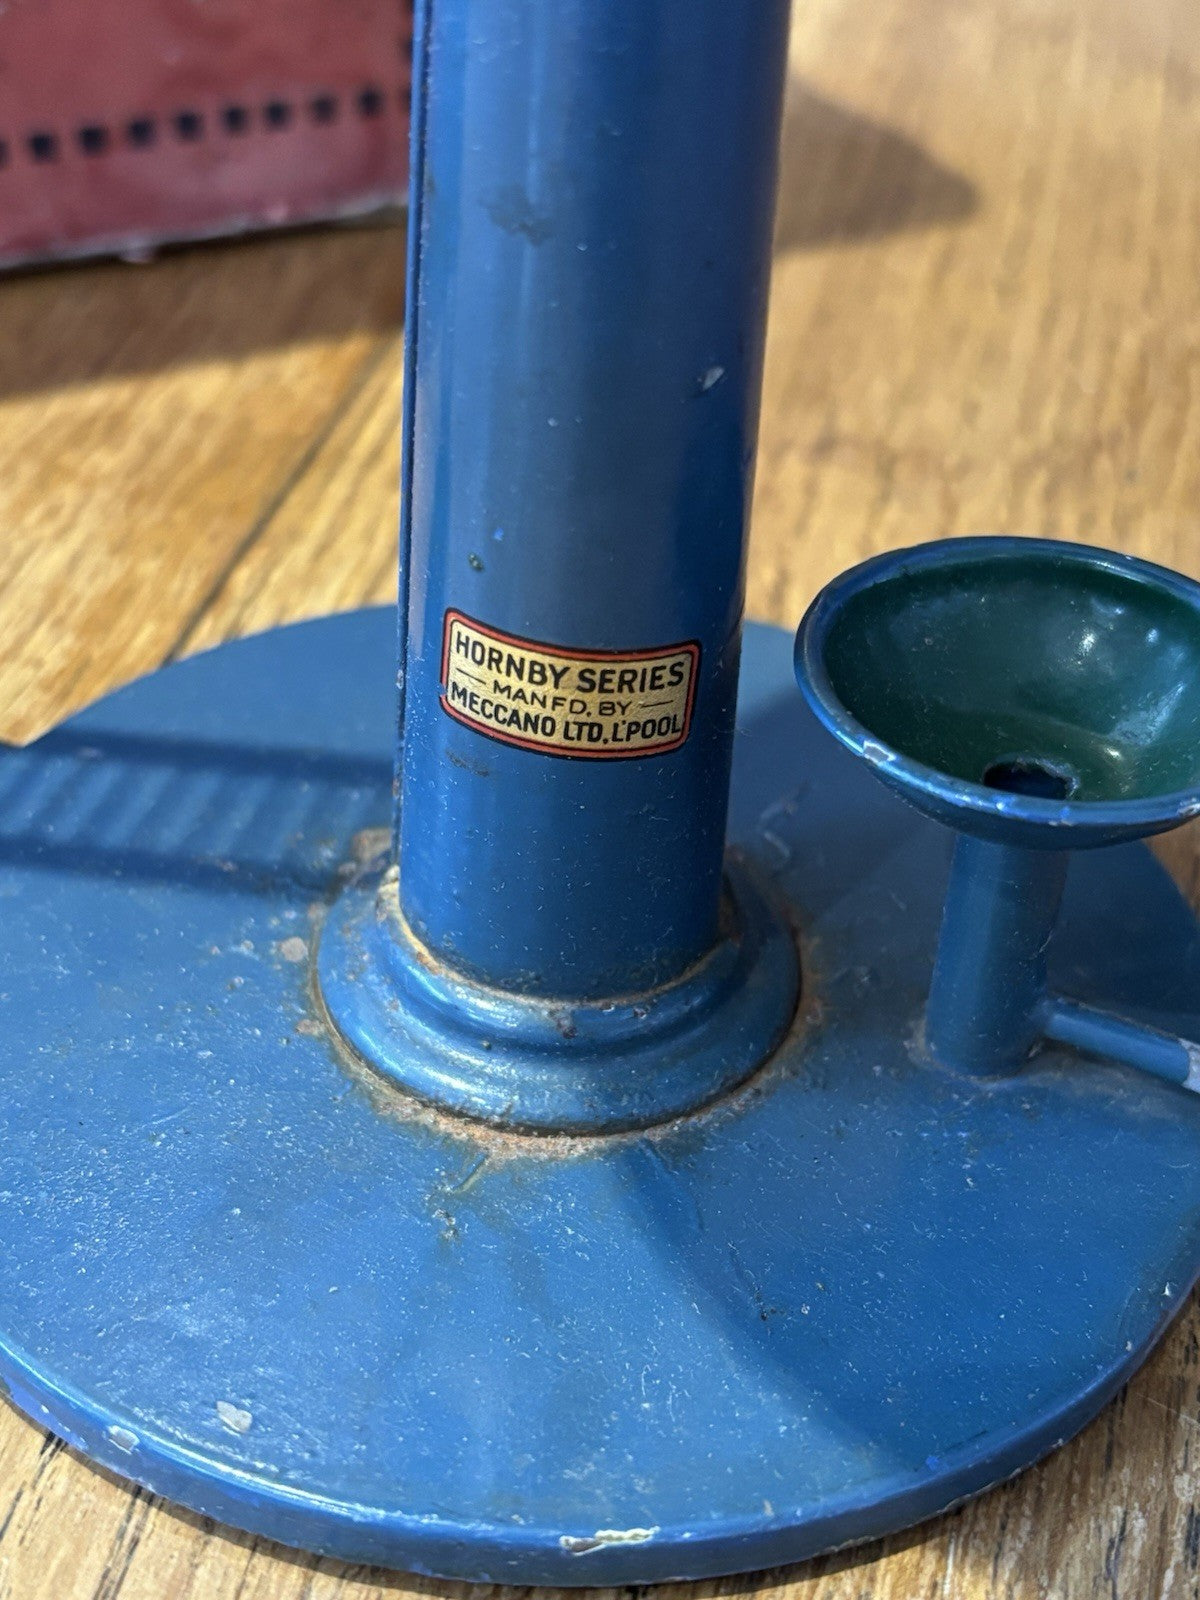 HORNBY SERIES
MANFD. BY
MECCANO LTD, L'POOL